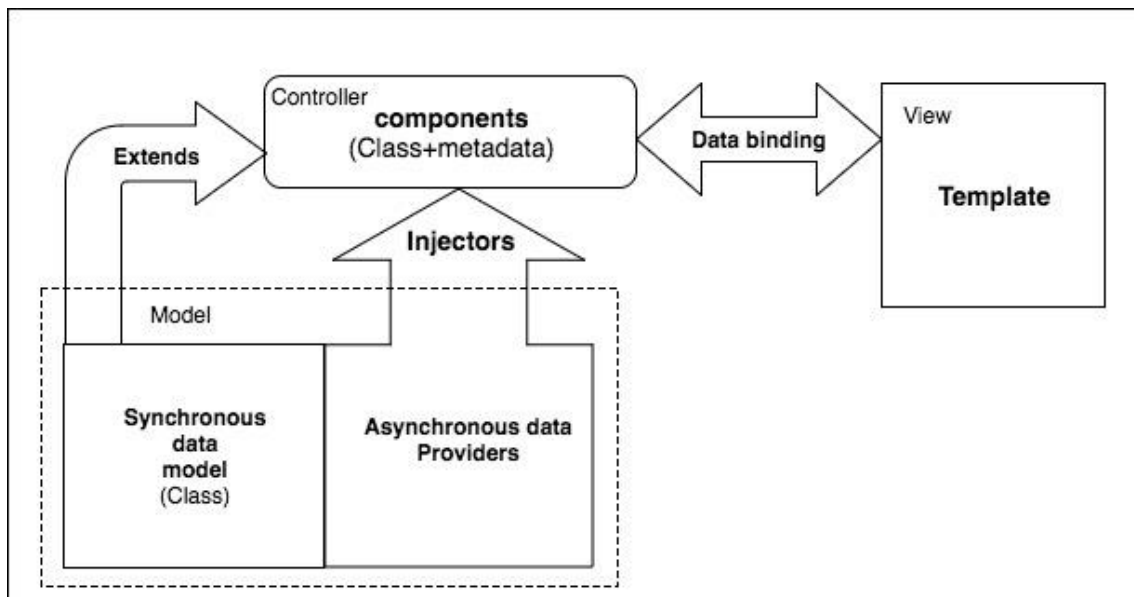 Controller
components
(Class+metadata)
Extends
Data binding
View
Template
Injectors
Model
Synchronous
data
model
(Class)
Asynchronous data
Providers